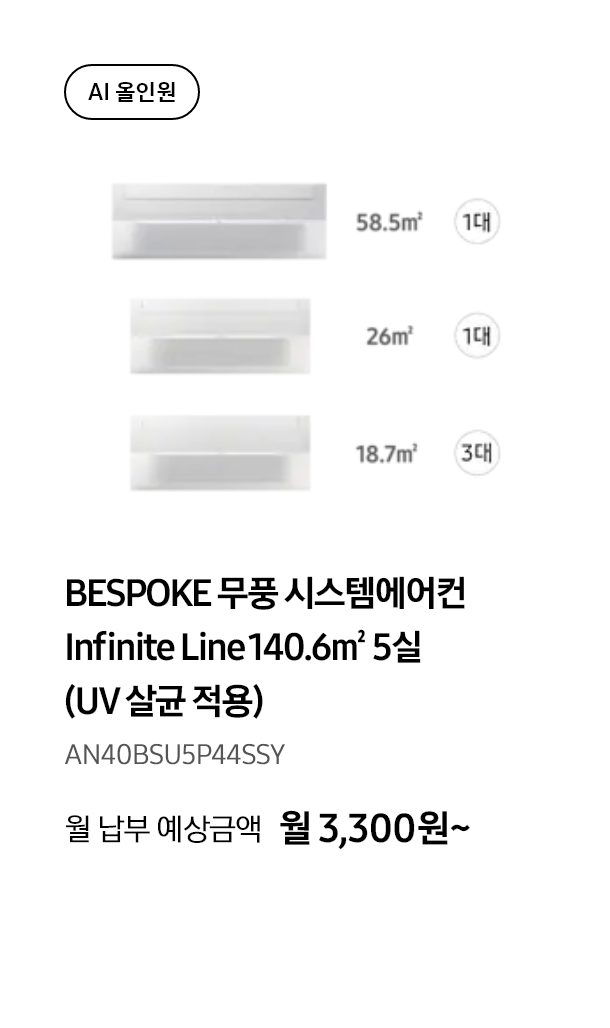 AI 올인원
58.5㎡ 1대
26㎡ 1대
18.7㎡ 3대
BESPOKE 무풍 시스템에어컨
Infinite Line 140.6㎡ 5실
(UV 살균 적용)
AN40BSU5P44SSY
월 납부 예상금액 월 3,300원~